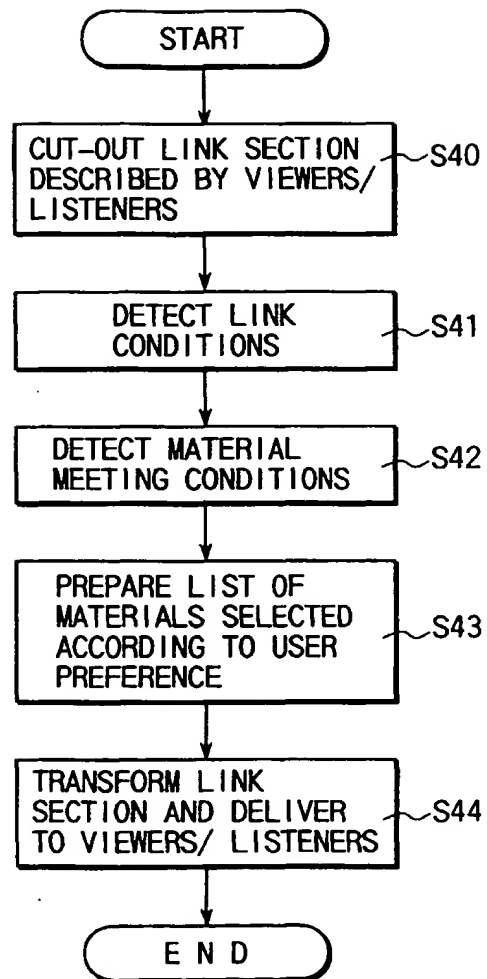 START
CUT-OUT LINK SECTION
DESCRIBED BY VIEWERS/
LISTENERS
S40
DETECT LINK
CONDITIONS
S41
DETECT MATERIAL
MEETING CONDITIONS
S42
PREPARE LIST OF
MATERIALS SELECTED
ACCORDING TO USER
PREFERENCE
S43
TRANSFORM LINK
SECTION AND DELIVER
TO VIEWERS/ LISTENERS
S44
END